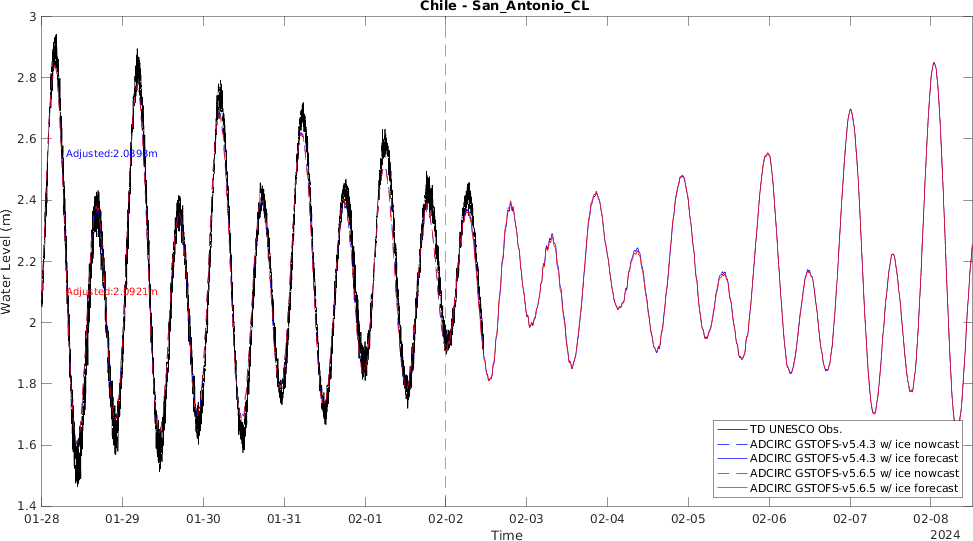 Chile - San_Antonio_CL
3
2.8
2.6
2.4
2.2
2
1.8
1.6
1.4
Water Level (m)
Adjusted:2.0898m
Adjusted:2.0921m
TD UNESCO Obs.
ADCIRC GSTOFS-v5.4.3 w/ ice nowcast
ADCIRC GSTOFS-v5.4.3 w/ ice forecast
ADCIRC GSTOFS-v5.6.5 w/ ice nowcast
ADCIRC GSTOFS-v5.6.5 w/ ice forecast
01-28 01-29 01-30 01-31 02-01 02-02 02-03 02-04 02-05 02-06 02-07 02-08
Time
2024